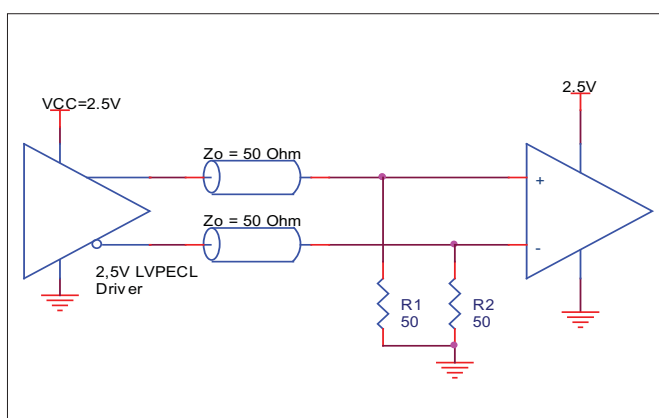 VCC=2.5V
2.5V
Zo = 50 Ohm
Zo = 50 Ohm
+
-
2,5V LVPECL
Driver
R1
50
R2
50